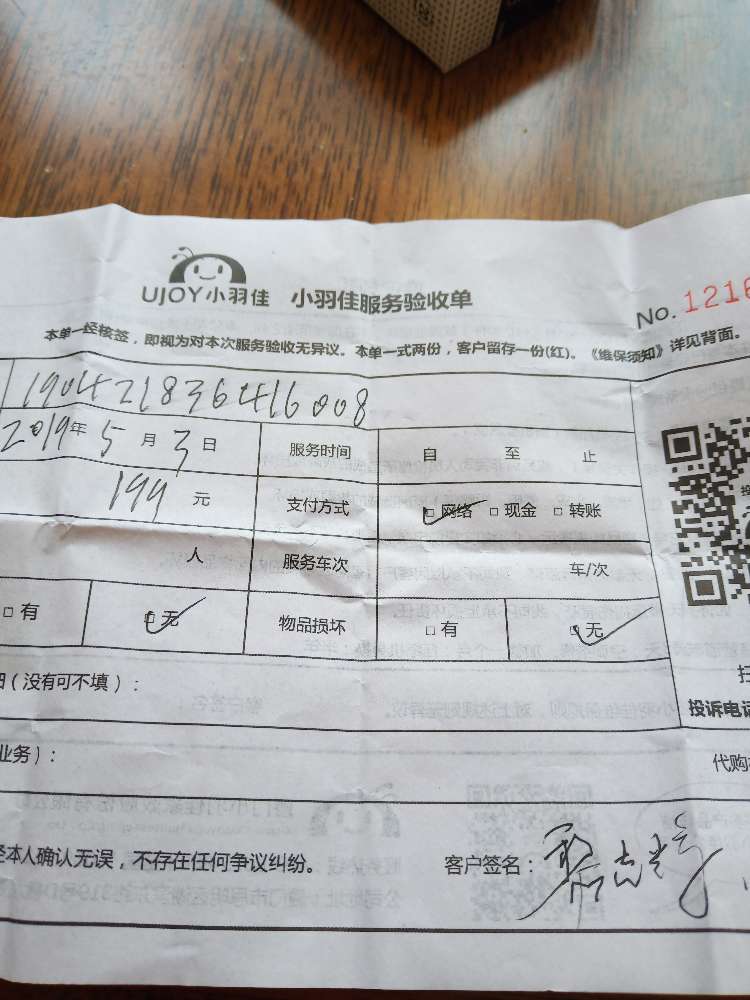 UJOY小羽佳 小羽佳服务验收单
No. 1216
本单一经核签，即视为对本次服务验收无异议。本单一式两份，客户留存一份(红)。《维保须知》详见背面。
190421836416008
2019年 5 月 3 日 服务时间 自 至 止
199 元 支付方式 □网络 □现金 □转账
人 服务车次 车/次
□有 □无 物品损坏 □有 □无
(没有可不填)：
投诉电话
业务)：
代购
本人确认无误，不存在任何争议纠纷。 客户签名：